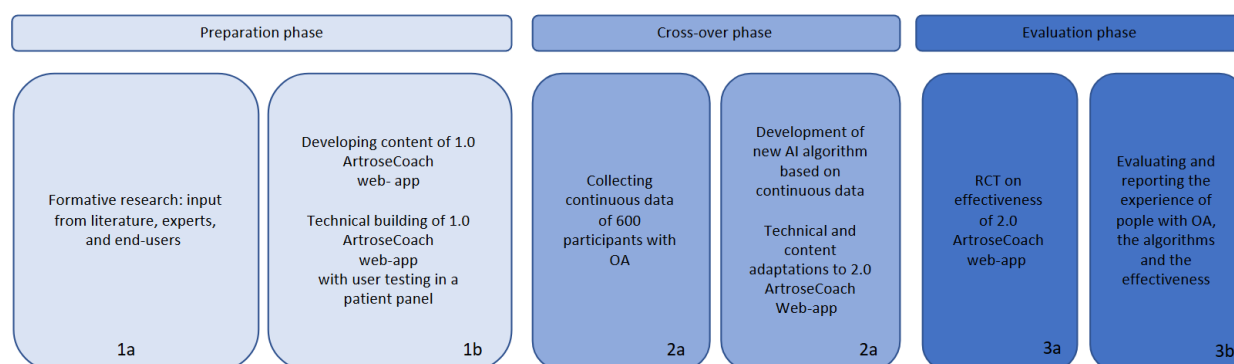 Preparation phase
Cross-over phase
Evaluation phase
Formative research: input
from literature, experts,
and end-users
1a
Developing content of 1.0
ArtroseCoach
web- app
Technical building of 1.0
ArtroseCoach
web-app
with user testing in a
patient panel
1b
Collecting
continuous data
of 600
participants with
OA
2a
Development of
new AI algorithm
based on
continuous data
Technical and
content
adaptations to 2.0
ArtroseCoach
Web-app
2a
RCT on
effectiveness
of 2.0
ArtroseCoach
web-app
3a
Evaluating and
reporting the
experience of
pople with OA,
the algorithms
and the
effectiveness
3b